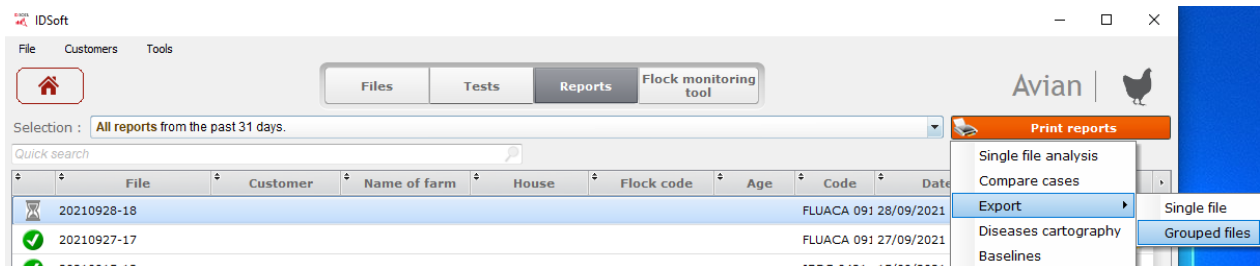 IDSoft
File Customers Tools
Files Tests Reports Flock monitoring tool
Avian
Selection : All reports from the past 31 days.
Print reports
Quick search
File Customer Name of farm House Flock code Age Code Date
20210928-18 FLUACA 091 28/09/2021
20210927-17 FLUACA 091 27/09/2021
Single file analysis
Compare cases
Export
Diseases cartography
Baselines
Single file
Grouped files